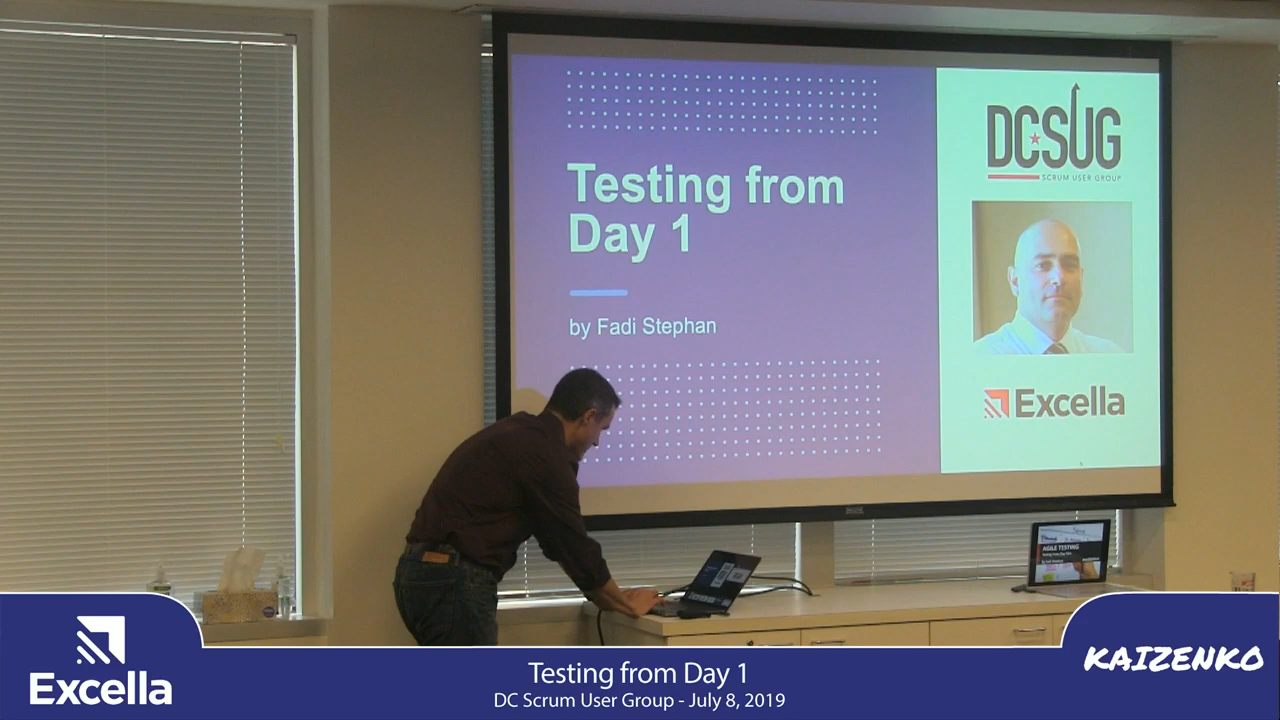 Testing from
Day 1
by Fadi Stephan
DCSUG
SCRUM USER GROUP
Excella
AGILE TESTING
Excella
Testing from Day 1
DC Scrum User Group - July 8, 2019
KAIZENKO